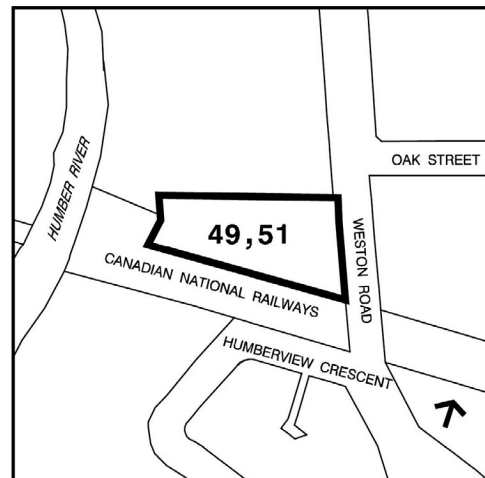 OAK STREET
HUMBER RIVER
49,51
WESTON ROAD
CANADIAN NATIONAL RAILWAYS
HUMBERVIEW CRESCENT